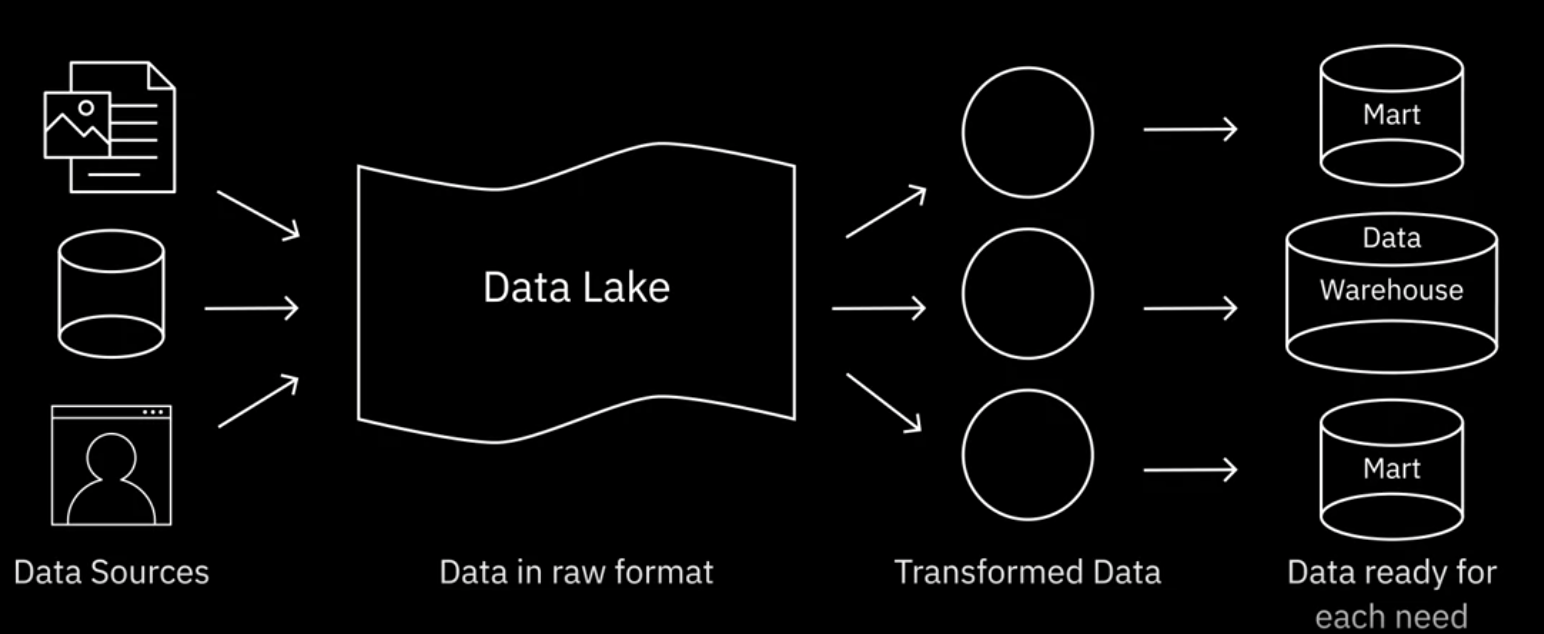 Mart
Data
Warehouse
Data Lake
Mart
Data Sources
Data in raw format
Transformed Data
Data ready for
each need